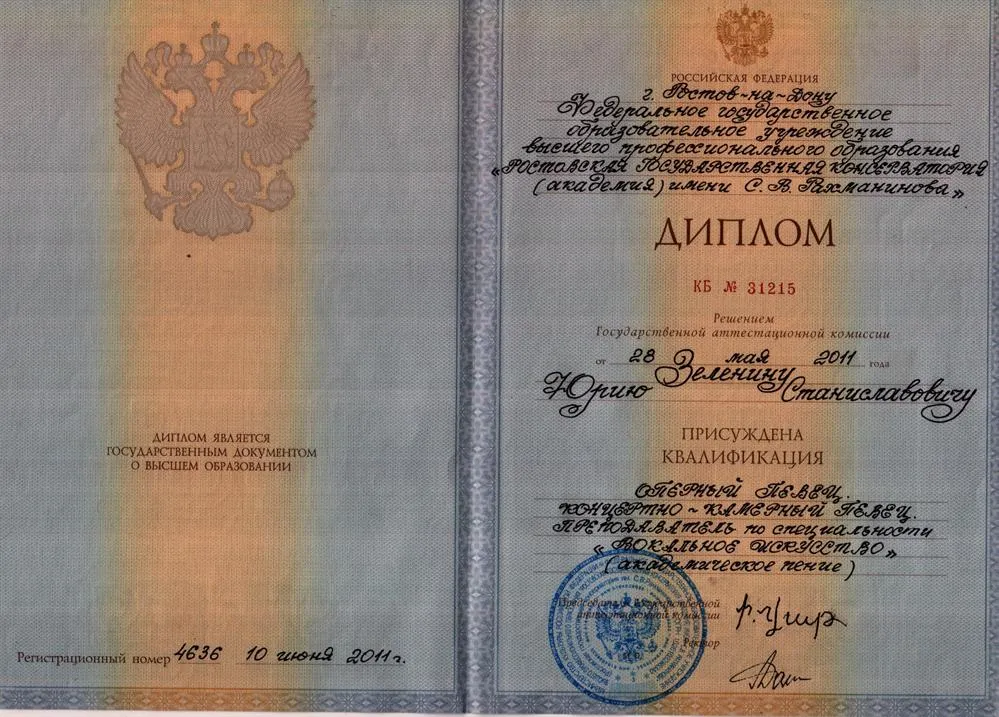 ДИПЛОМ ЯВЛЯЕТСЯ
ГОСУДАРСТВЕННЫМ ДОКУМЕНТОМ
О ВЫСШЕМ ОБРАЗОВАНИИ
Регистрационный номер 4636 10 июня 2011 г.
РОССИЙСКАЯ ФЕДЕРАЦИЯ
г. Ростов-на-Дону
Федеральное государственное
образовательное учреждение
высшего профессионального образования
«РОСТОВСКАЯ ГОСУДАРСТВЕННАЯ КОНСЕРВАТОРИЯ
(академия) имени С. В. Рахманинова»
ДИПЛОМ
КБ № 31215
Решением
Государственной аттестационной комиссии
от 28 мая 2011 года
Зеленину
Юрию Станиславовичу
ПРИСУЖДЕНА
КВАЛИФИКАЦИЯ
ОПЕРНЫЙ ПЕВЕЦ.
КОНЦЕРТНО-КАМЕРНЫЙ ПЕВЕЦ.
ПРЕПОДАВАТЕЛЬ по специальности
«ВОКАЛЬНОЕ ИСКУССТВО»
(академическое пение)
Председатель Государственной
аттестационной комиссии
Ректор